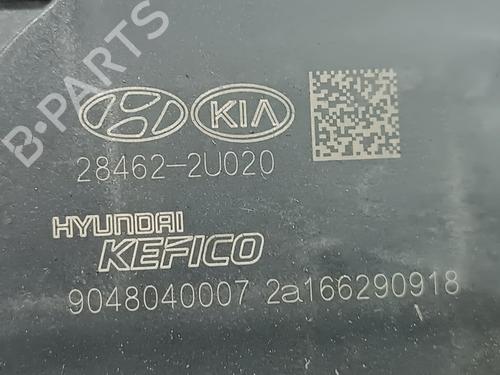 B-PARTS
KIA
28462-2U020
HYUNDAI
KEFICO
9048040007 2a166290918